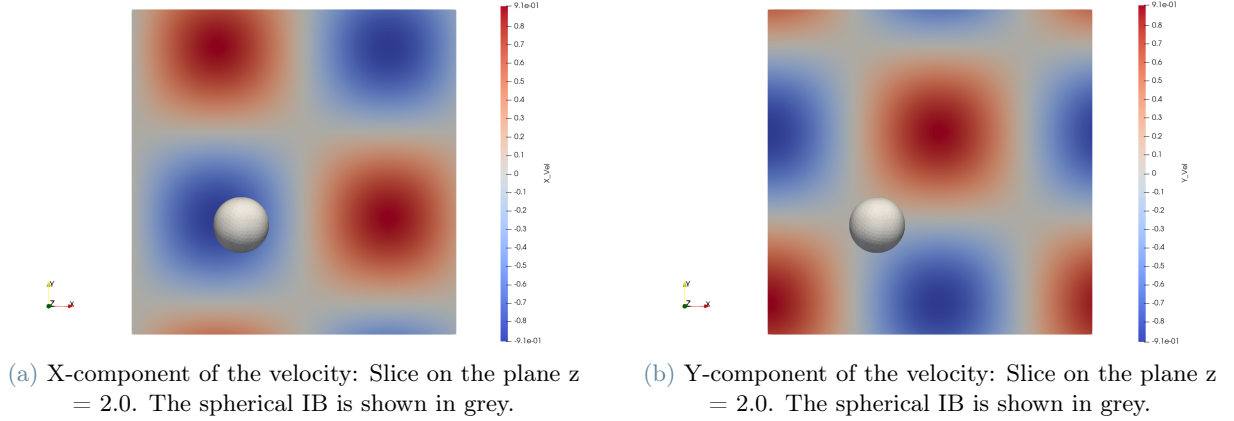 9.1e-01
0.8
0.7
0.6
0.5
0.4
0.3
0.2
0.1
0
-0.1
-0.2
-0.3
-0.4
-0.5
-0.6
-0.7
-0.8
-9.1e-01
X_Vel
Y
Z
X
(a) X-component of the velocity: Slice on the plane z
= 2.0. The spherical IB is shown in grey.
9.1e-01
0.8
0.7
0.6
0.5
0.4
0.3
0.2
0.1
0
-0.1
-0.2
-0.3
-0.4
-0.5
-0.6
-0.7
-0.8
-9.1e-01
Y_Vel
Y
Z
X
(b) Y-component of the velocity: Slice on the plane z
= 2.0. The spherical IB is shown in grey.